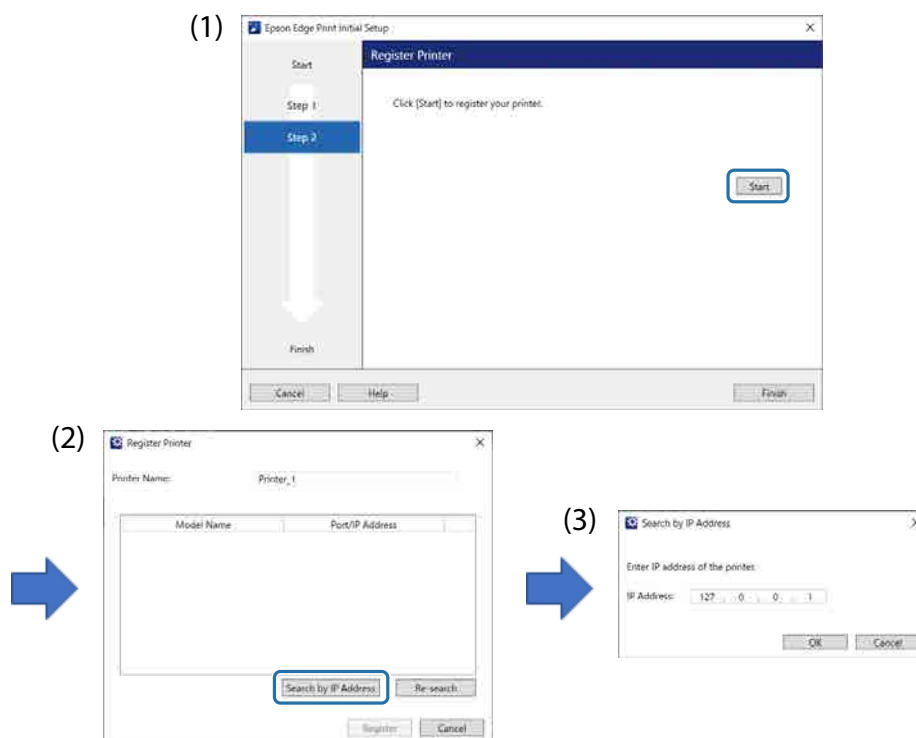 (1)
Epson Edge Print Initial Setup
Start
Step 1
Step 2
Finish
Register Printer
Click [Start] to register your printer.
Start
Cancel
Help
Finish
(2)
Register Printer
Printer Name: Printer_1
Model Name Port/IP Address
Search by IP Address Re-search
Register Cancel
(3)
Search by IP Address
Enter IP address of the printer.
IP Address: 127 . 0 . 0 . 1
OK Cancel